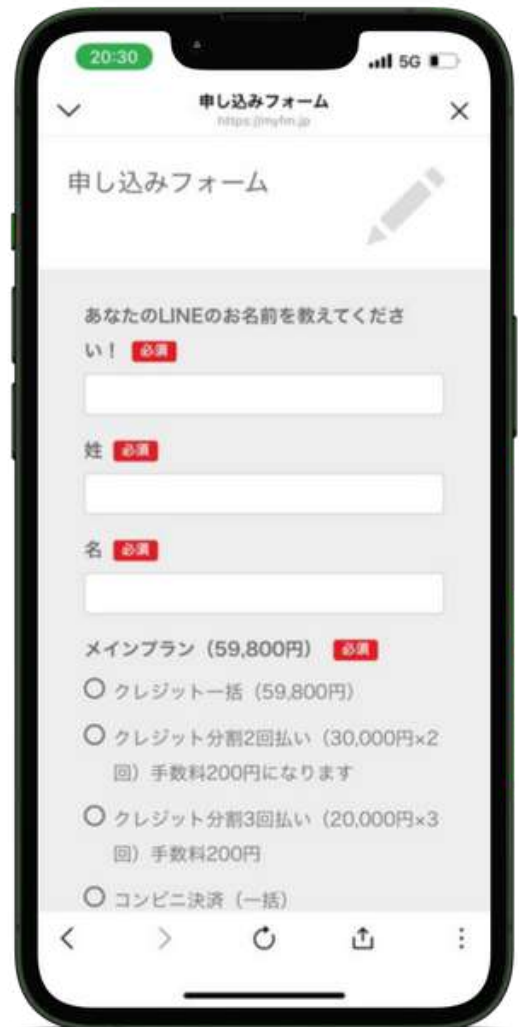 20:30
5G
申し込みフォーム
https://myfm.jp
申し込みフォーム
あなたのLINEのお名前を教えてくださ
い！ 必須
姓 必須
名 必須
メインプラン（59,800円） 必須
クレジット一括（59,800円）
クレジット分割2回払い（30,000円×2
回）手数料200円になります
クレジット分割3回払い（20,000円×3
回）手数料200円
コンビニ決済（一括）